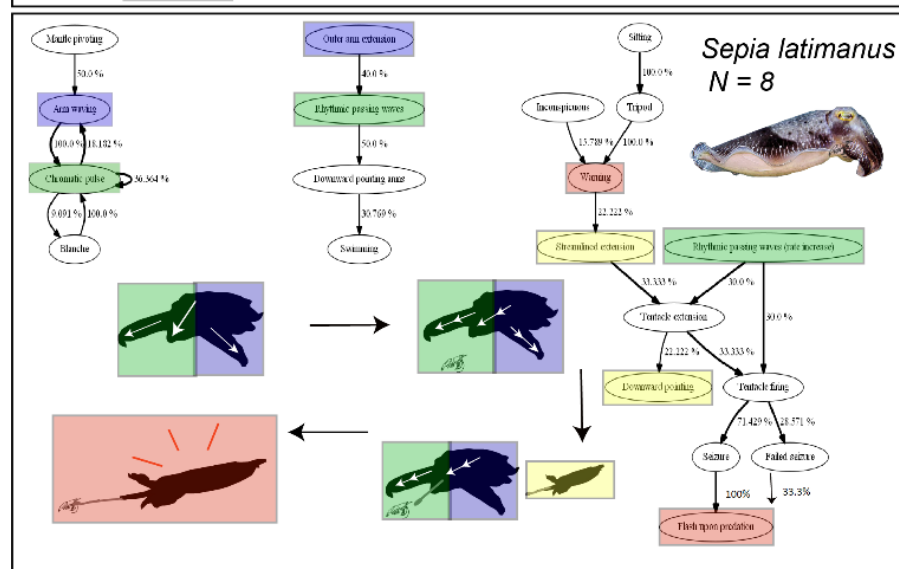 Mantle pivoting
50.0 %
Arm waving
100.0 %
18.182 %
Chromatic pulse
36.364 %
9.091 %
100.0 %
Blanche
Outer arm extension
40.0 %
Rhythmic passing waves
50.0 %
Downward pointing arms
30.769 %
Swimming
Sitting
100.0 %
Inconspicuous
Tripod
15.789 %
100.0 %
Warning
22.222 %
Streamlined extension
Rhythmic passing waves (rate increase)
33.333 %
30.0 %
Tentacle extension
30.0 %
22.222 %
33.333 %
Downward pointing
Tentacle firing
71.429 %
28.571 %
Seizure
Failed seizure
100%
33.3%
Flash upon predation
Sepia latimanus
N = 8